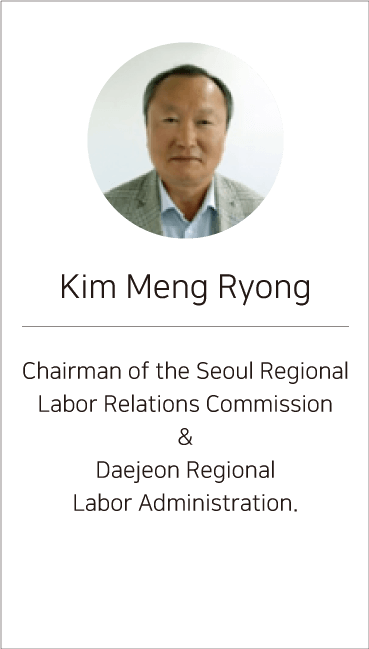 Kim Meng Ryong
Chairman of the Seoul Regional
Labor Relations Commission
&
Daejeon Regional
Labor Administration.